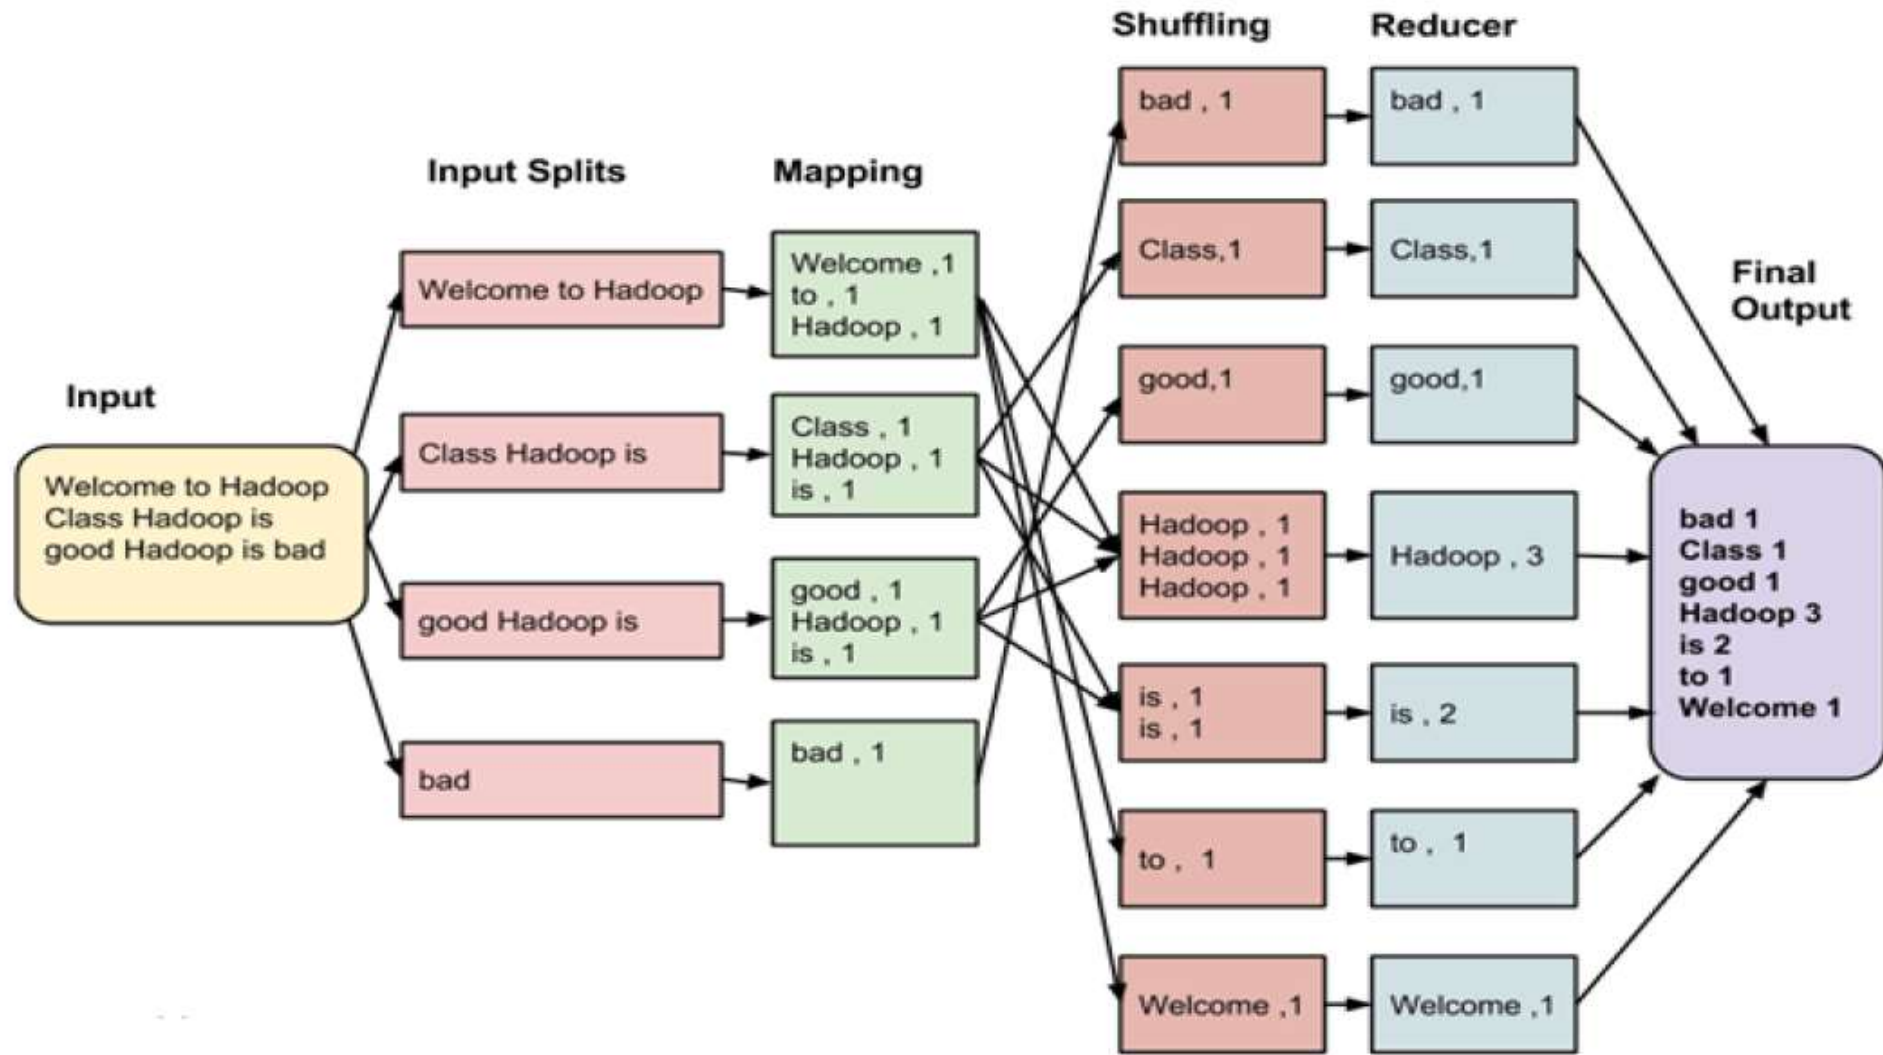 Input
Welcome to Hadoop
Class Hadoop is
good Hadoop is bad
Input Splits
Welcome to Hadoop
Class Hadoop is
good Hadoop is
bad
Mapping
Welcome ,1
to , 1
Hadoop , 1
Class , 1
Hadoop , 1
is , 1
good , 1
Hadoop , 1
is , 1
bad , 1
Shuffling
bad , 1
Class,1
good,1
Hadoop , 1
Hadoop , 1
Hadoop , 1
is , 1
is , 1
to , 1
Welcome ,1
Reducer
bad , 1
Class,1
good,1
Hadoop , 3
is , 2
to , 1
Welcome ,1
Final
Output
bad 1
Class 1
good 1
Hadoop 3
is 2
to 1
Welcome 1